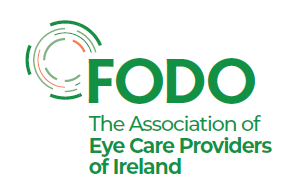 FODO
The Association of
Eye Care Providers
of Ireland